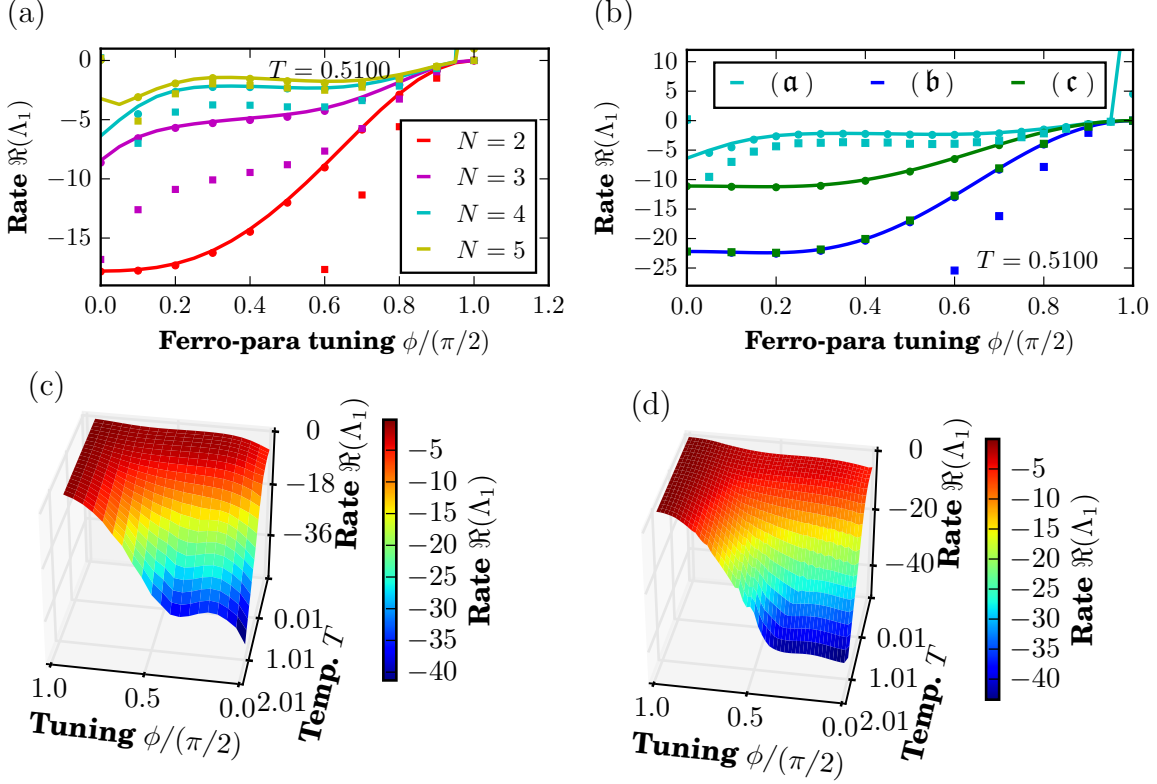 (a)
T = 0.5100
Rate ℜ(Λ₁)
0
−5
−10
−15
N = 2
N = 3
N = 4
N = 5
0.0 0.2 0.4 0.6 0.8 1.0 1.2
Ferro-para tuning ϕ/(π/2)
(b)
(𝔞) (𝔟) (𝔠)
Rate ℜ(Λ₁)
10
5
0
−5
−10
−15
−20
−25
T = 0.5100
0.0 0.2 0.4 0.6 0.8 1.0
Ferro-para tuning ϕ/(π/2)
(c)
0
−18
−36
Rate ℜ(Λ₁)
0.01
1.01
2.01
Temp. T
1.0 0.5 0.0
Tuning ϕ/(π/2)
−5
−10
−15
−20
−25
−30
−35
−40
Rate ℜ(Λ₁)
(d)
0
−20
−40
Rate ℜ(Λ₁)
0.01
1.01
2.01
Temp. T
1.0 0.5 0.0
Tuning ϕ/(π/2)
−5
−10
−15
−20
−25
−30
−35
−40
Rate ℜ(Λ₁)